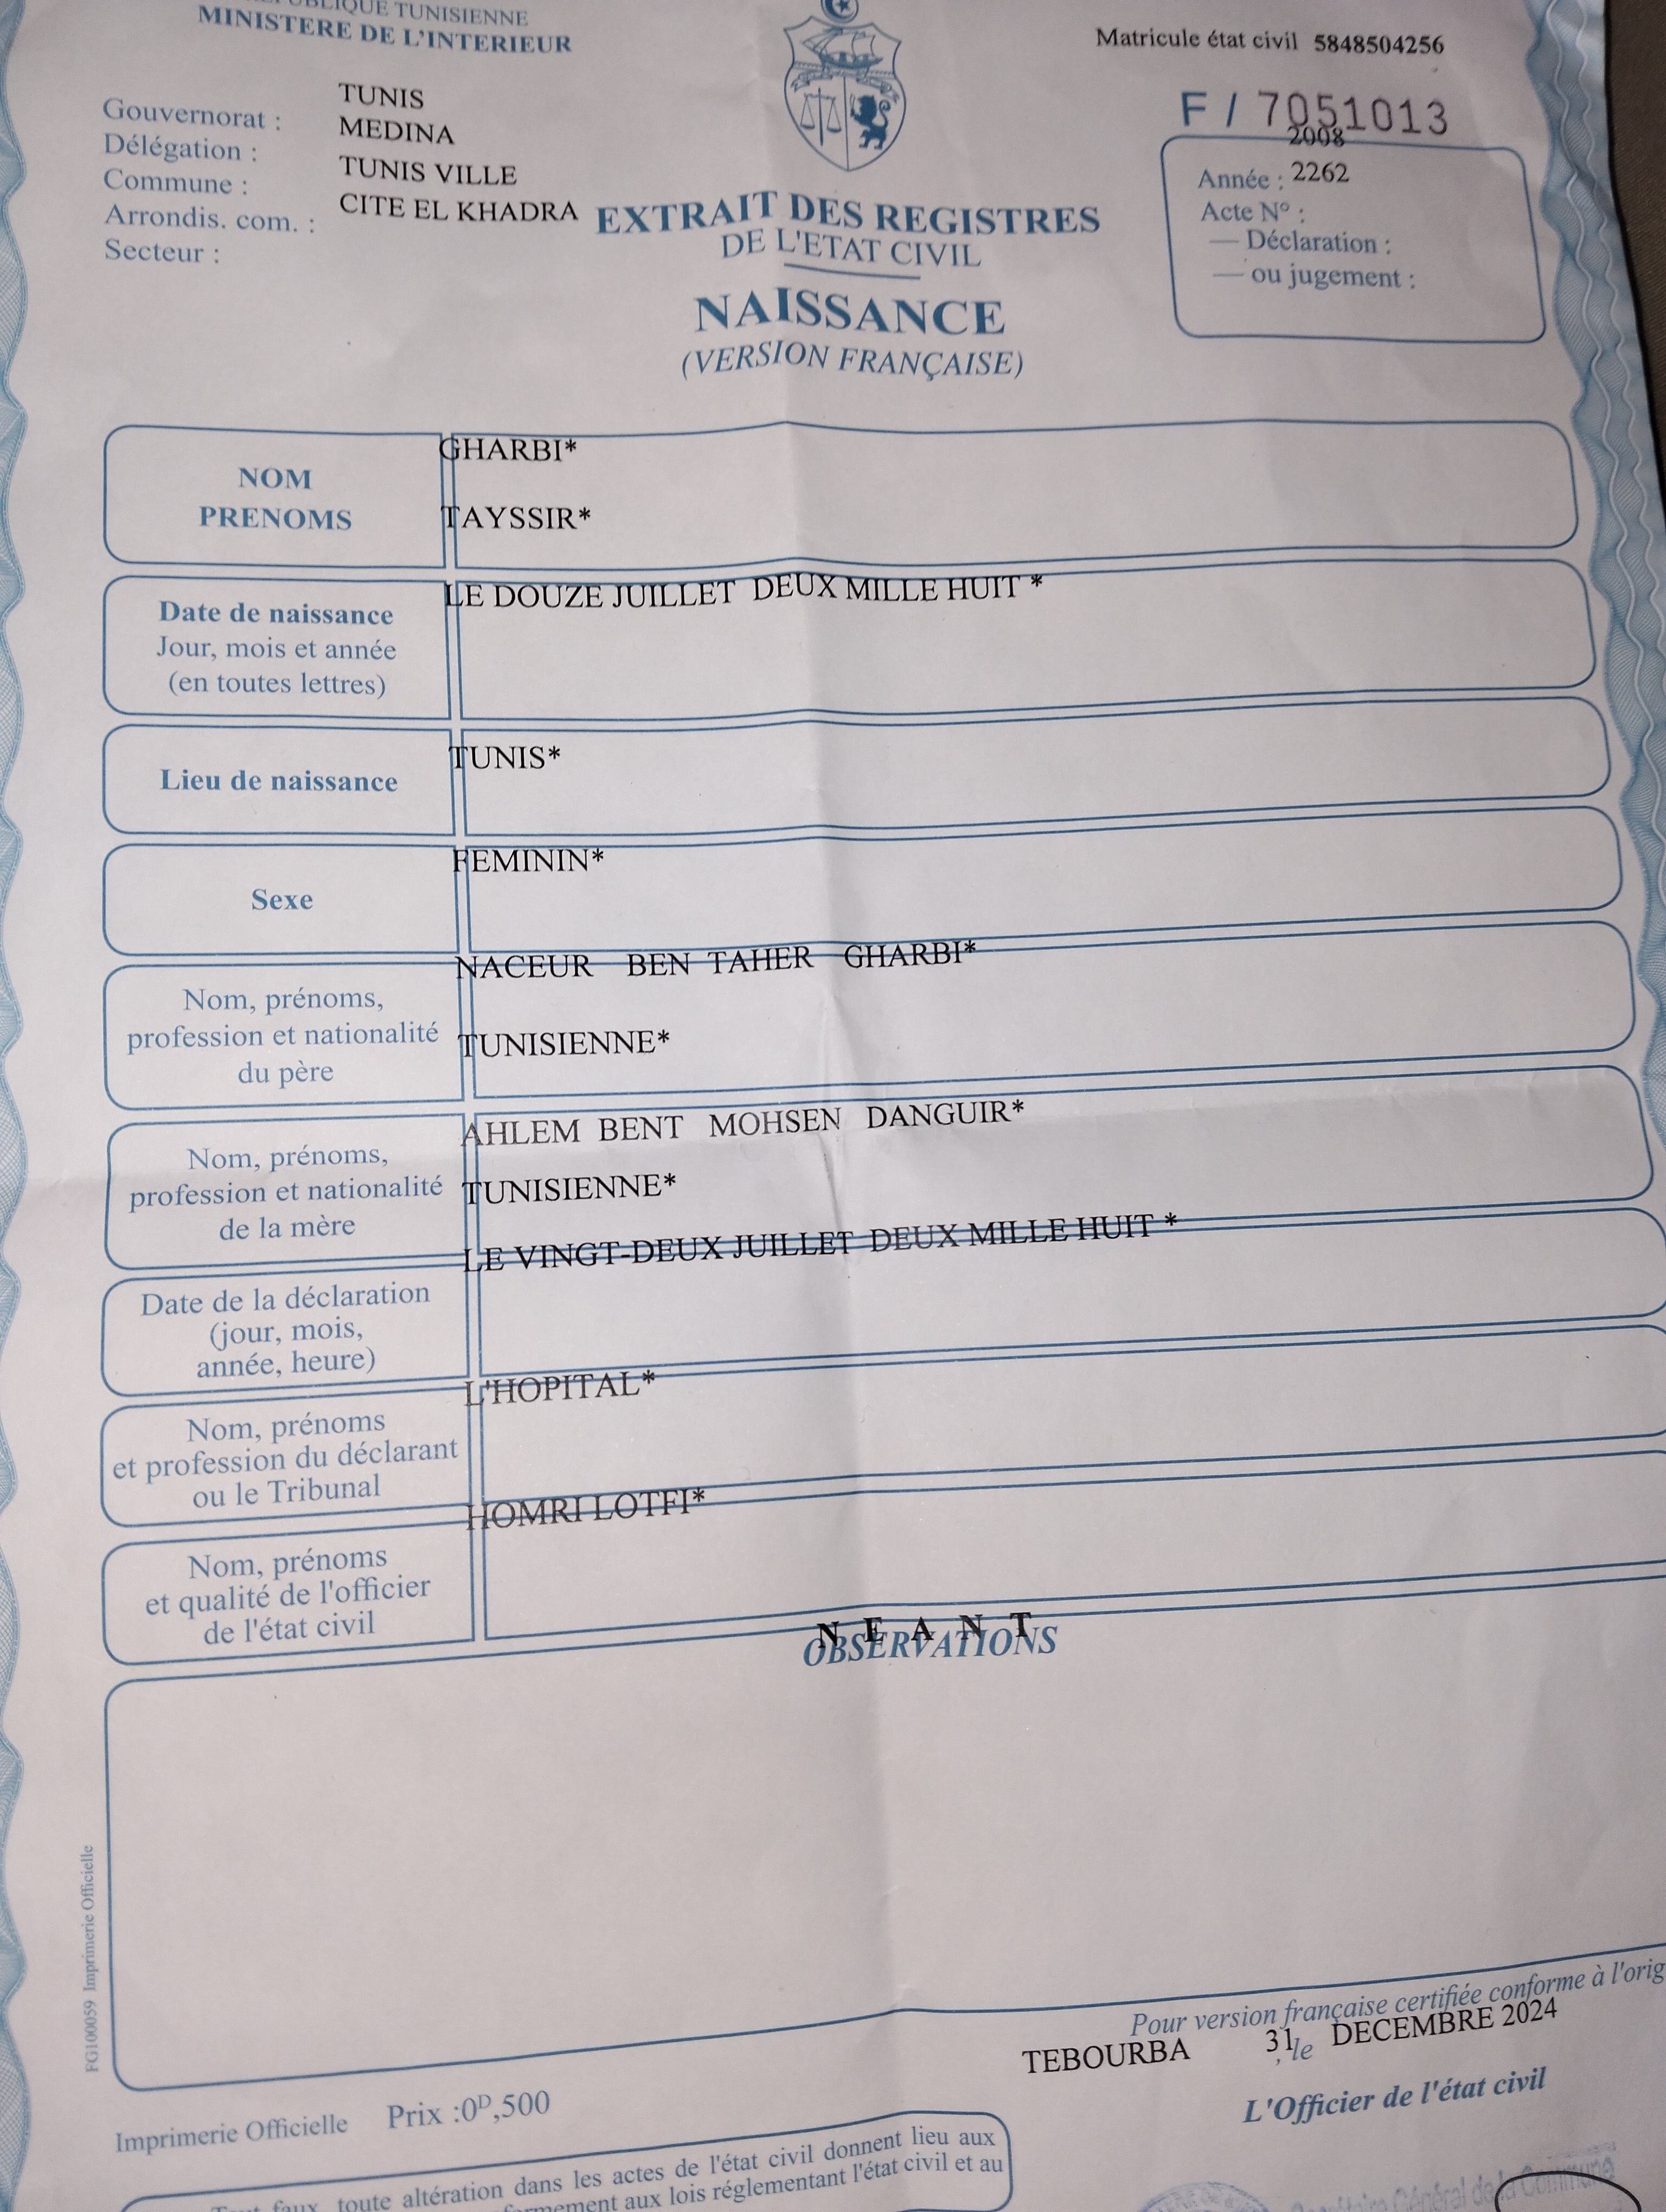 RÉPUBLIQUE TUNISIENNE
MINISTERE DE L'INTERIEUR
Matricule état civil 5848504256
F / 7051013
Gouvernorat : TUNIS
Délégation : MEDINA
Commune : TUNIS VILLE
Arrondis. com. : CITE EL KHADRA
Secteur :
2008
Année : 2262
Acte N° :
— Déclaration :
— ou jugement :
EXTRAIT DES REGISTRES
DE L'ETAT CIVIL
NAISSANCE
(VERSION FRANÇAISE)
NOM GHARBI*
PRENOMS TAYSSIR*
Date de naissance LE DOUZE JUILLET DEUX MILLE HUIT *
Jour, mois et année
(en toutes lettres)
Lieu de naissance TUNIS*
Sexe FEMININ*
NACEUR BEN TAHER GHARBI*
Nom, prénoms,
profession et nationalité TUNISIENNE*
du père
AHLEM BENT MOHSEN DANGUIR*
Nom, prénoms,
profession et nationalité TUNISIENNE*
de la mère
LE VINGT-DEUX JUILLET DEUX MILLE HUIT *
Date de la déclaration
(jour, mois,
année, heure)
L'HOPITAL*
Nom, prénoms
et profession du déclarant
ou le Tribunal
HOMRI LOTFI*
Nom, prénoms
et qualité de l'officier
de l'état civil
N E A N T
OBSERVATIONS
FG100059 Imprimerie Officielle
Pour version française certifiée conforme à l'orig
TEBOURBA , le 31 DECEMBRE 2024
L'Officier de l'état civil
Imprimerie Officielle Prix :0D,500
faux, toute altération dans les actes de l'état civil donnent lieu aux
aux lois réglementant l'état civil et au
Général de la Commune